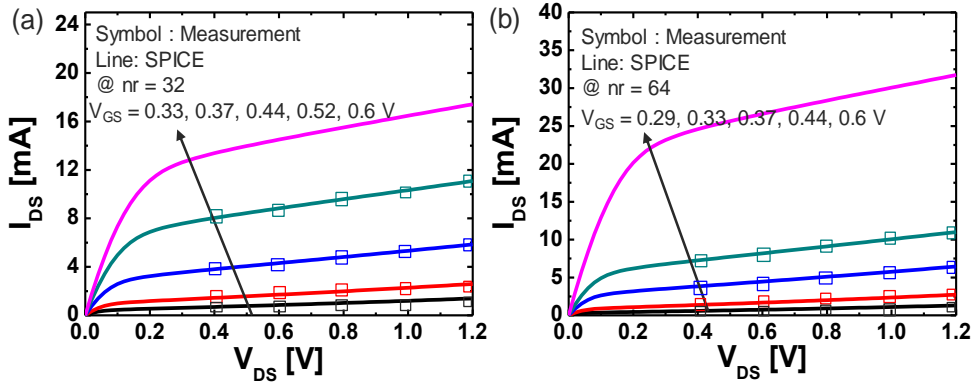 (a)
24
20
16
12
8
4
0
I_DS [mA]
Symbol : Measurement
Line: SPICE
@ nr = 32
V_GS = 0.33, 0.37, 0.44, 0.52, 0.6 V
0.0 0.2 0.4 0.6 0.8 1.0 1.2
V_DS [V]
(b)
40
35
30
25
20
15
10
5
0
I_DS [mA]
Symbol : Measurement
Line: SPICE
@ nr = 64
V_GS = 0.29, 0.33, 0.37, 0.44, 0.6 V
0.0 0.2 0.4 0.6 0.8 1.0 1.2
V_DS [V]